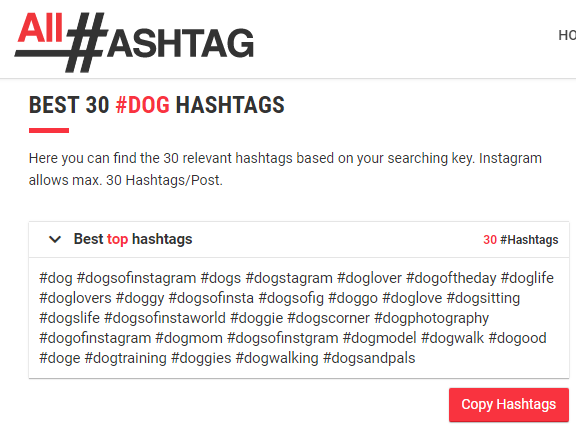 All #ASHTAG
HO
BEST 30 #DOG HASHTAGS
Here you can find the 30 relevant hashtags based on your searching key. Instagram
allows max. 30 Hashtags/Post.
Best top hashtags
30 #Hashtags
#dog #dogsofinstagram #dogs #dogstagram #doglover #dogoftheday #doglife
#doglovers #doggy #dogsofinsta #dogsofig #doggo #doglove #dogsitting
#dogslife #dogsofinstaworld #doggie #dogscorner #dogphotography
#dogofinstagram #dogmom #dogsofinstgram #dogmodel #dogwalk #dogood
#doge #dogtraining #doggies #dogwalking #dogsandpals
Copy Hashtags